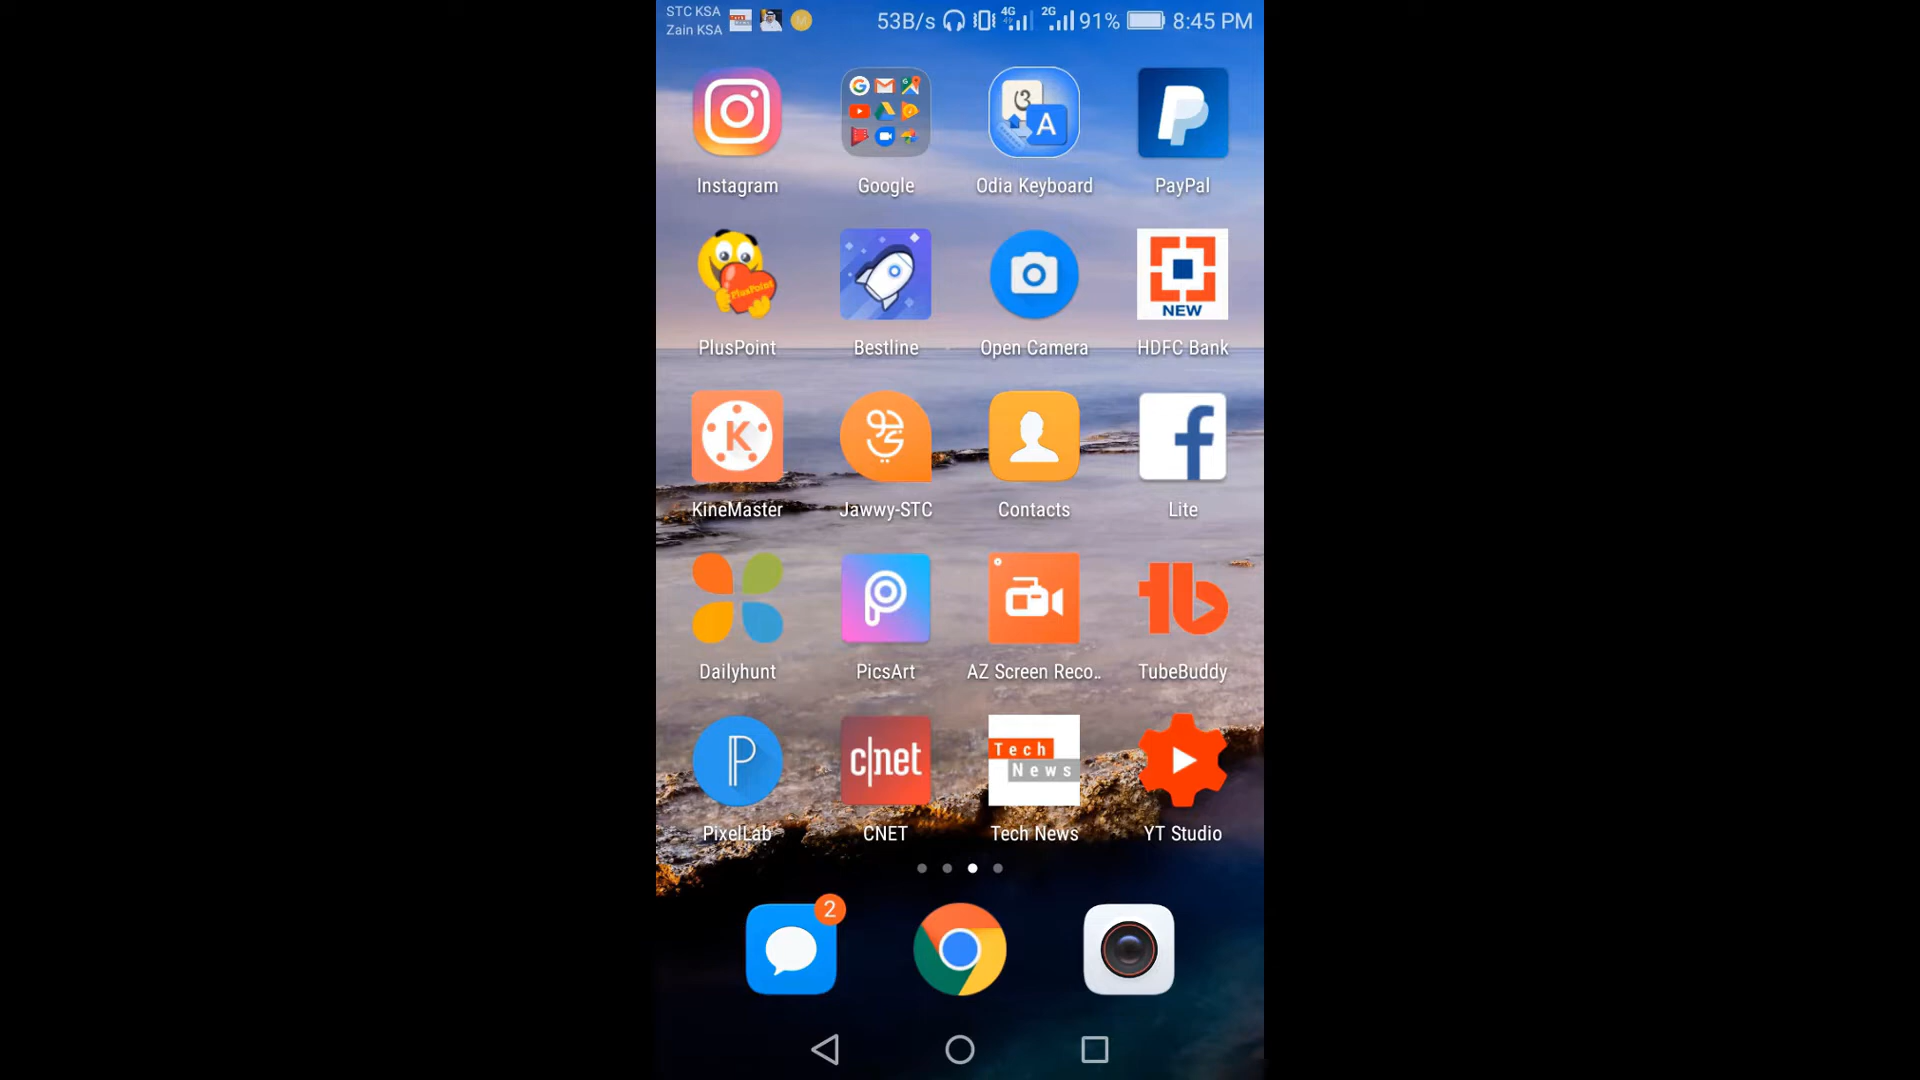 STC KSA
Zain KSA
53B/s 4G 2G 91% 8:45 PM
Instagram Google Odia Keyboard PayPal
PlusPoint
NEW
PlusPoint Bestline Open Camera HDFC Bank
KineMaster Jawwy-STC Contacts Lite
Dailyhunt PicsArt AZ Screen Reco.. TubeBuddy
c|net
Tech
News
PixelLab CNET Tech News YT Studio
2